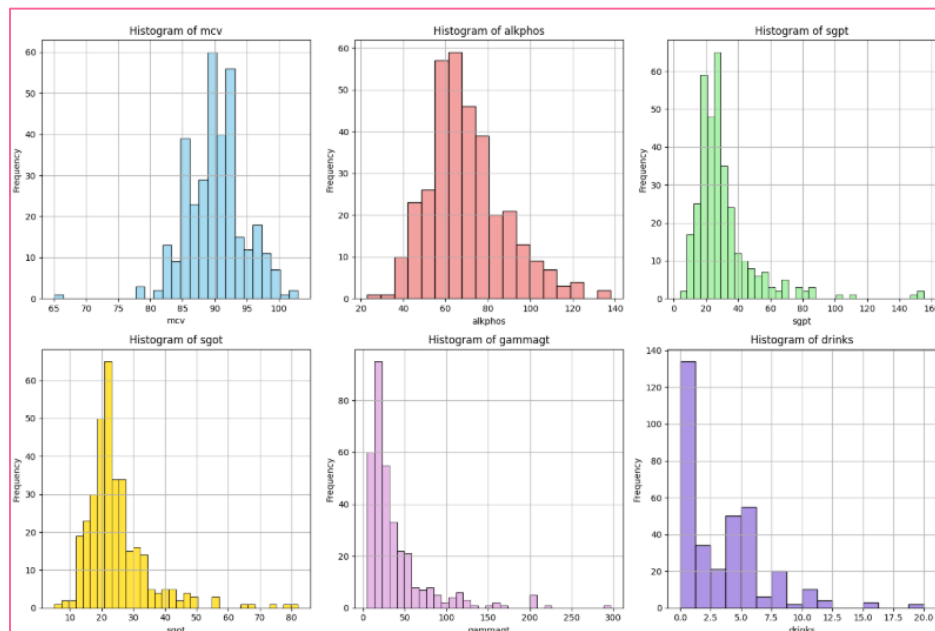 Histogram of mcv
Frequency
60
50
40
30
20
10
0
65 70 75 80 85 90 95 100
mcv
Histogram of alkphos
Frequency
60
50
40
30
20
10
0
20 40 60 80 100 120 140
alkphos
Histogram of sgpt
Frequency
60
50
40
30
20
10
0
0 20 40 60 80 100 120 140 160
sgpt
Histogram of sgot
Frequency
60
50
40
30
20
10
0
10 20 30 40 50 60 70 80
sgot
Histogram of gammagt
Frequency
80
60
40
20
0
0 50 100 150 200 250 300
gammagt
Histogram of drinks
Frequency
140
120
100
80
60
40
20
0
0.0 2.5 5.0 7.5 10.0 12.5 15.0 17.5 20.0
drinks